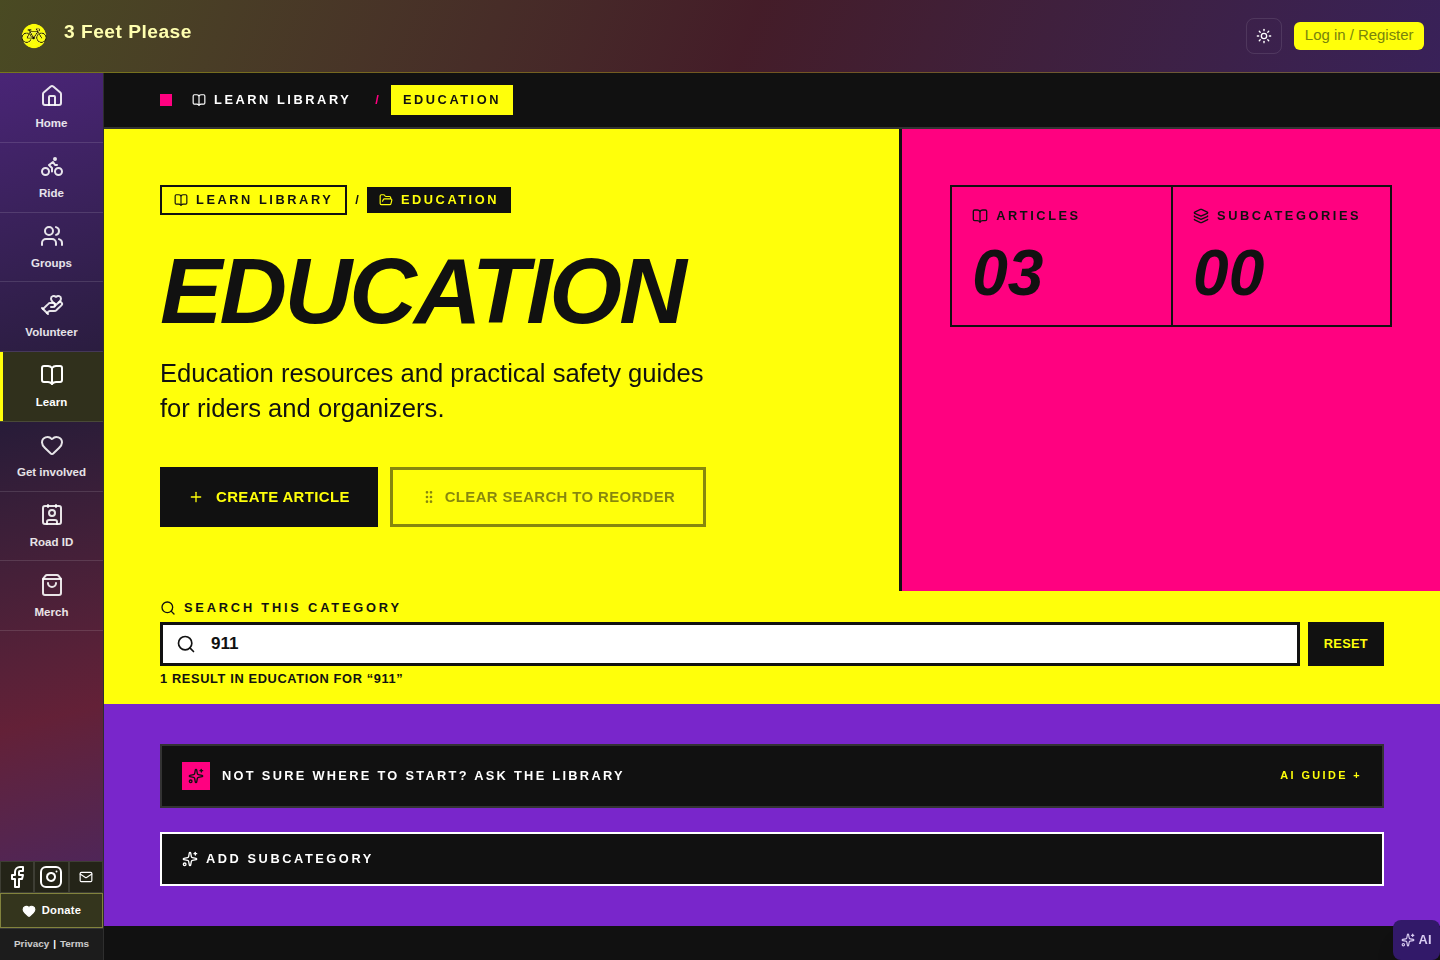 3 Feet Please
Log in / Register
Home
Ride
Groups
Volunteer
Learn
Get involved
Road ID
Merch
Donate
Privacy | Terms
LEARN LIBRARY / EDUCATION
LEARN LIBRARY / EDUCATION
EDUCATION
Education resources and practical safety guides
for riders and organizers.
CREATE ARTICLE
CLEAR SEARCH TO REORDER
ARTICLES
03
SUBCATEGORIES
00
SEARCH THIS CATEGORY
911
RESET
1 RESULT IN EDUCATION FOR “911”
NOT SURE WHERE TO START? ASK THE LIBRARY
AI GUIDE +
ADD SUBCATEGORY
AI